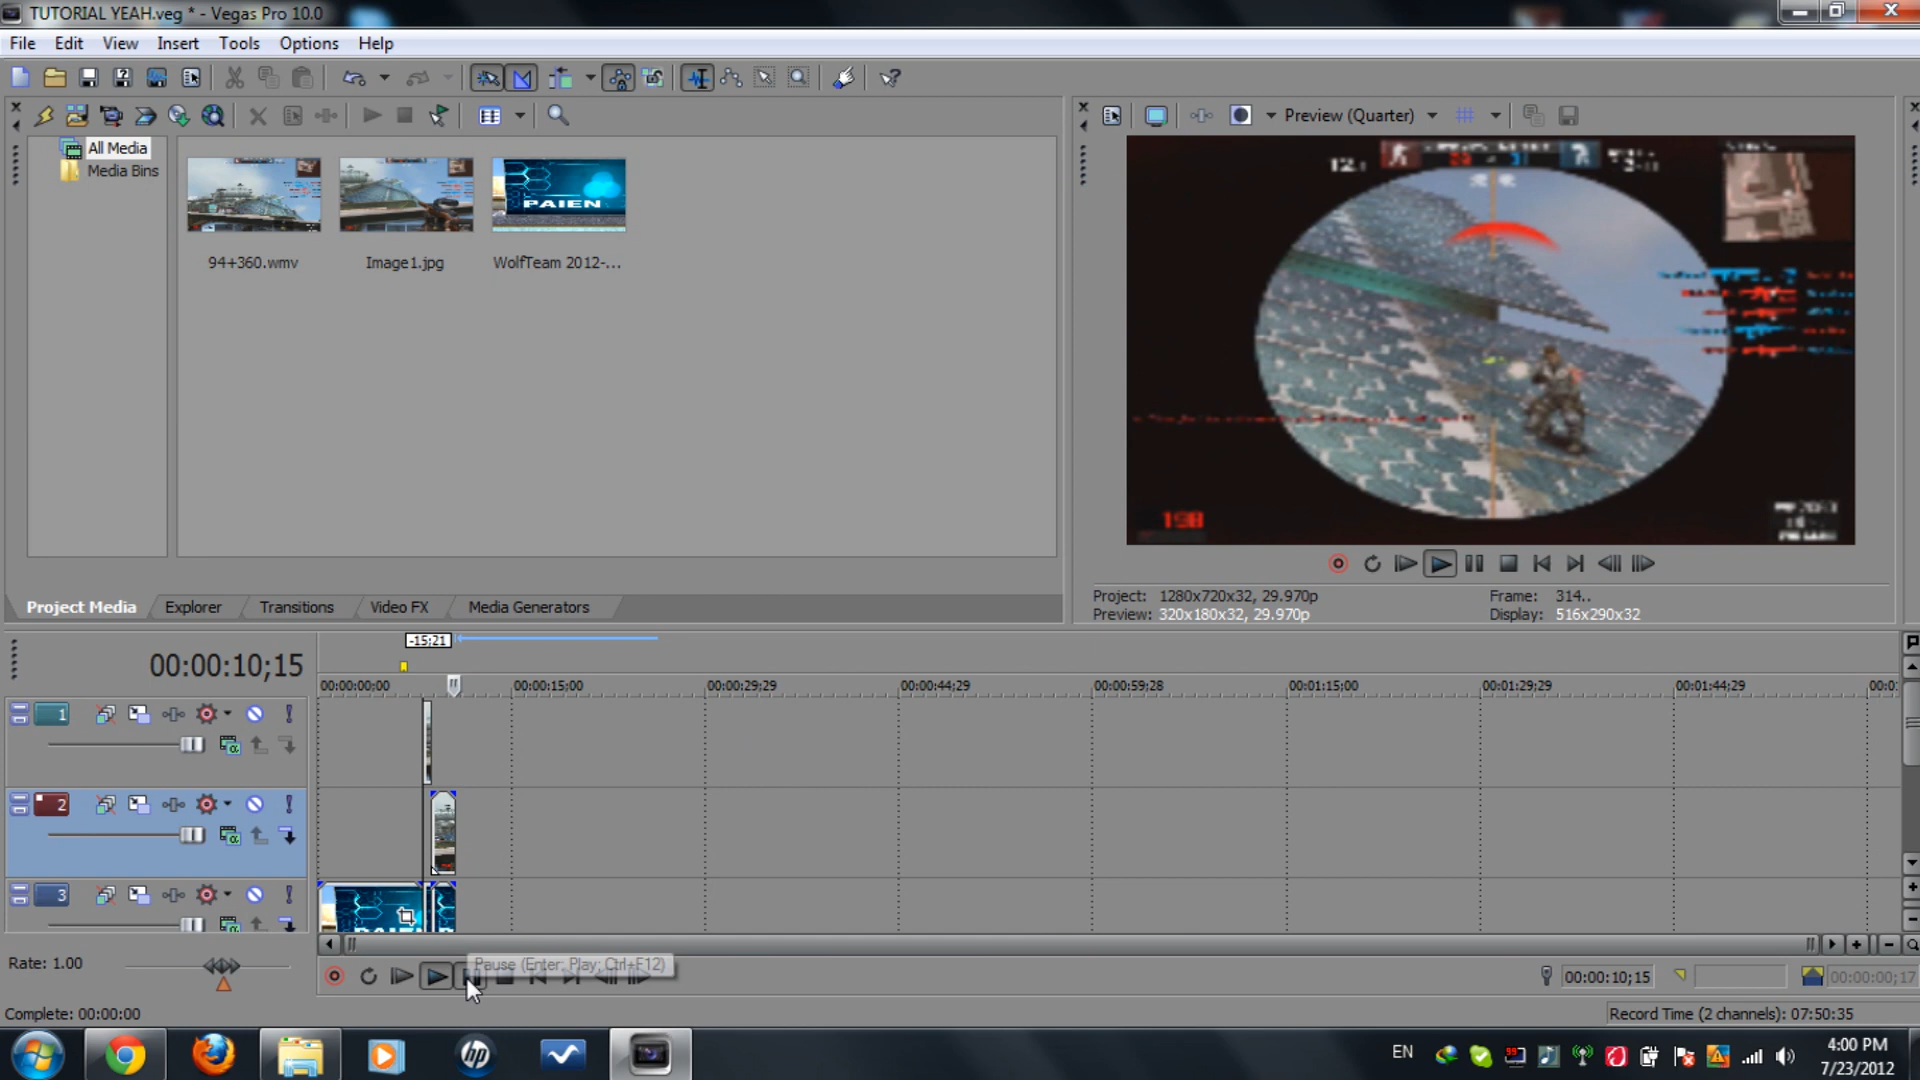 TUTORIAL YEAH.veg * - Vegas Pro 10.0
File Edit View Insert Tools Options Help
Preview (Quarter)
All Media
Media Bins
PAIEN
94+360.wmv
Image1.jpg
WolfTeam 2012-...
198
Project: 1280x720x32, 29.970p
Frame: 314..
Preview: 320x180x32, 29.970p
Display: 516x290x32
Project Media Explorer Transitions Video FX Media Generators
-15;21
00:00:10;15
00:00:00;00 00:00:15;00 00:00:29;29 00:00:44;29 00:00:59;28 00:01:15;00 00:01:29;29 00:01:44;29
1
2
3
Rate: 1.00
Pause (Enter; Play; Ctrl+F12)
00:00:10;15
00:00:00;17
Complete: 00:00:00
Record Time (2 channels): 07:50:35
hp
EN
4:00 PM
7/23/2012